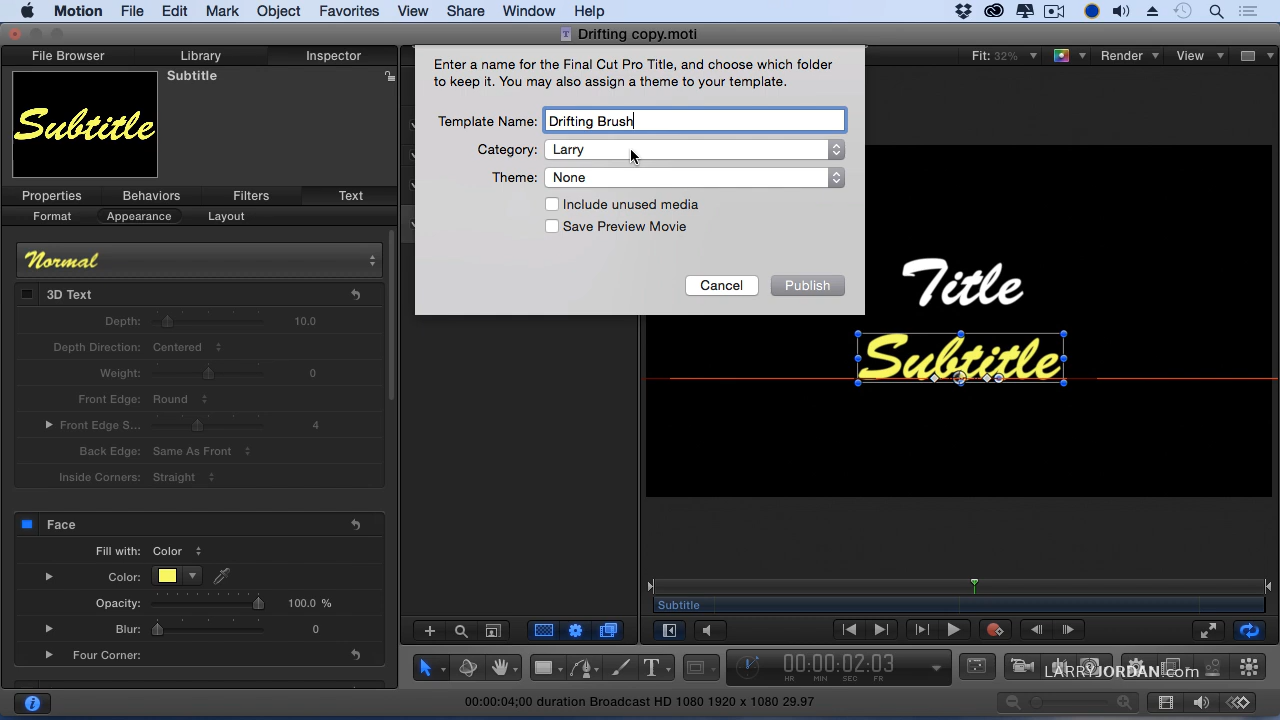 Motion File Edit Mark Object Favorites View Share Window Help
Drifting copy.moti
File Browser Library Inspector
Fit: 32% Render View
Subtitle
Subtitle
Properties Behaviors Filters Text
Format Appearance Layout
Normal
3D Text
Depth: 10.0
Depth Direction: Centered
Weight: 0
Front Edge: Round
Front Edge S... 4
Back Edge: Same As Front
Inside Corners: Straight
Face
Fill with: Color
Color:
Opacity: 100.0 %
Blur: 0
Four Corner:
Enter a name for the Final Cut Pro Title, and choose which folder
to keep it. You may also assign a theme to your template.
Template Name: Drifting Brush
Category: Larry
Theme: None
Include unused media
Save Preview Movie
Cancel Publish
Title
Subtitle
Subtitle
T
00:00:02:03
HR MIN SEC FR
LARRYJORDAN.com
00:00:04;00 duration Broadcast HD 1080 1920 x 1080 29.97